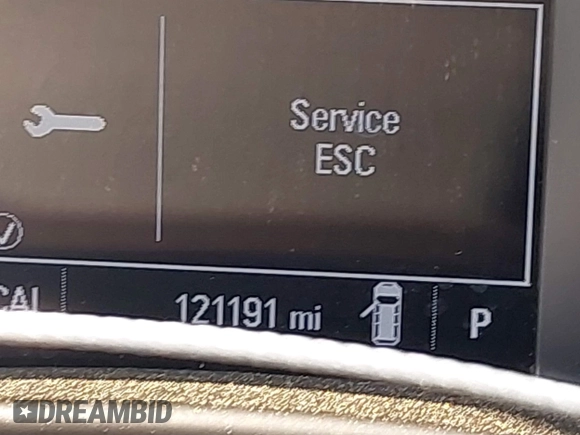 Service
ESC
121191 mi
P
DREAMBID